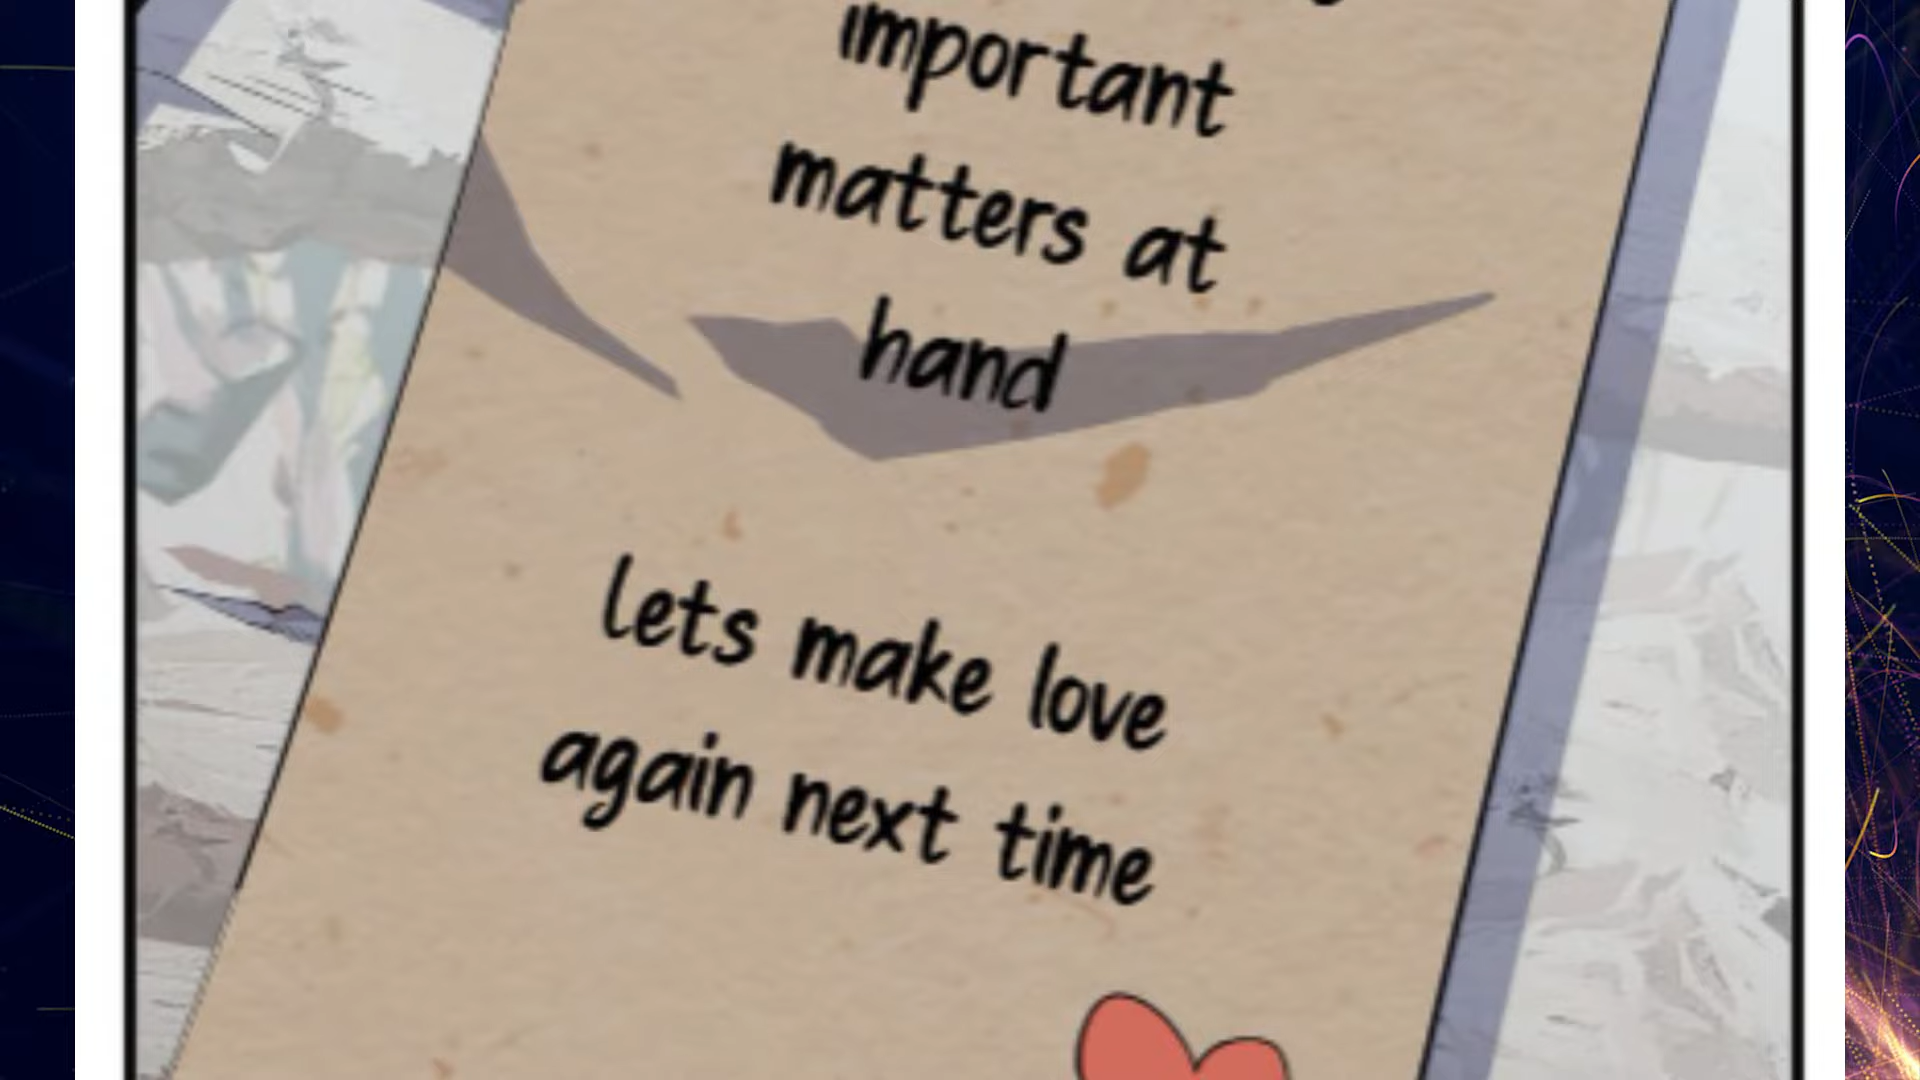 important
matters at
hand
lets make love
again next time